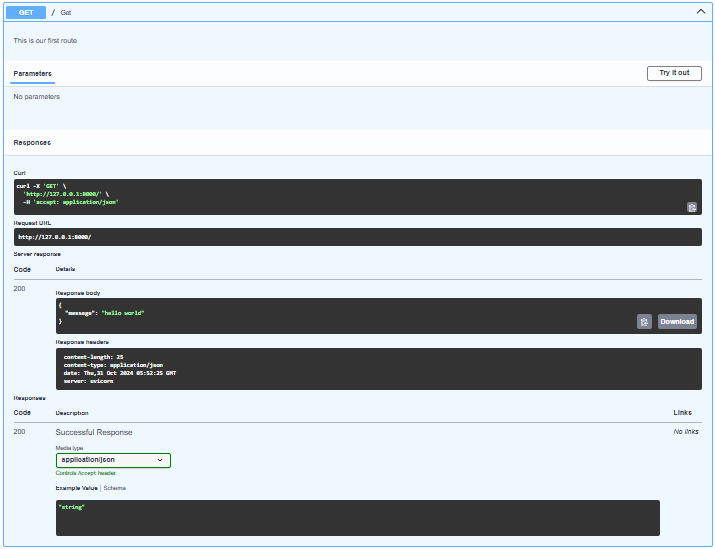 GET / Get
This is our first route
Parameters
Try it out
No parameters
Responses
Curl
curl -X 'GET' \
'http://127.0.0.1:8000/' \
-H 'accept: application/json'
Request URL
http://127.0.0.1:8000/
Server response
Code Details
200
Response body
{
"message": "hello world"
}
Download
Response headers
content-length: 25
content-type: application/json
date: Thu,31 Oct 2024 05:52:25 GMT
server: uvicorn
Responses
Code Description Links
200 Successful Response No links
Media type
application/json
Controls Accept header.
Example Value | Schema
"string"